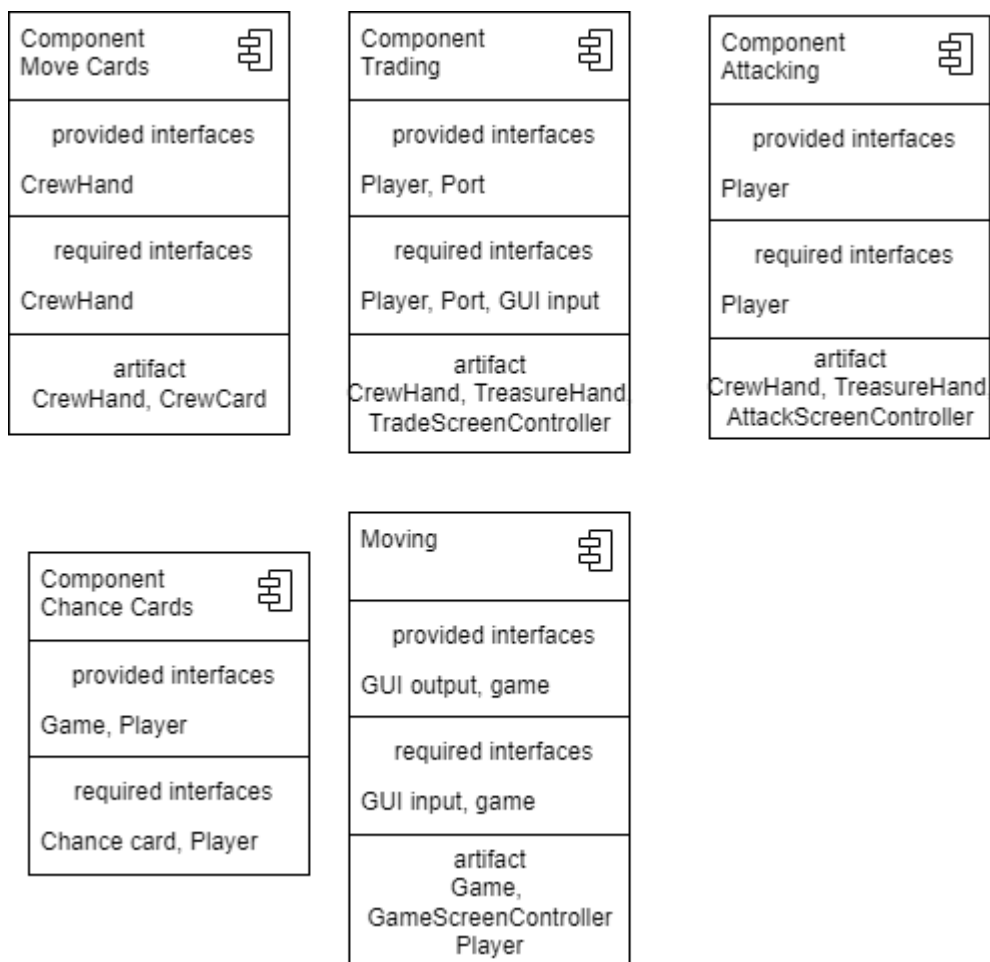 Component
Move Cards
provided interfaces
CrewHand
required interfaces
CrewHand
artifact
CrewHand, CrewCard
Component
Trading
provided interfaces
Player, Port
required interfaces
Player, Port, GUI input
artifact
CrewHand, TreasureHand,
TradeScreenController
Component
Attacking
provided interfaces
Player
required interfaces
Player
artifact
CrewHand, TreasureHand,
AttackScreenController
Component
Chance Cards
provided interfaces
Game, Player
required interfaces
Chance card, Player
Moving
provided interfaces
GUI output, game
required interfaces
GUI input, game
artifact
Game,
GameScreenController
Player